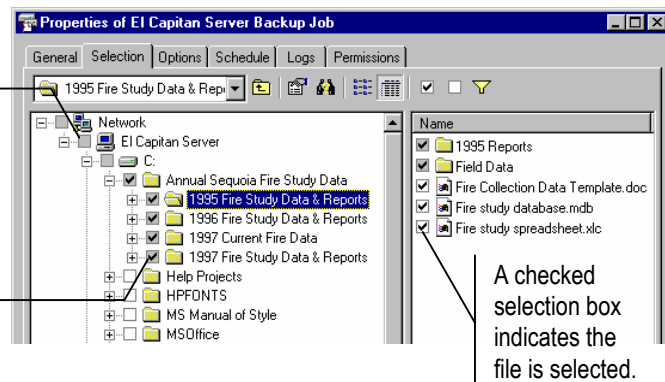 Properties of El Capitan Server Backup Job
General Selection Options Schedule Logs Permissions
1995 Fire Study Data & Repo
Network
El Capitan Server
C:
Annual Sequoia Fire Study Data
1995 Fire Study Data & Reports
1996 Fire Study Data & Reports
1997 Current Fire Data
1997 Fire Study Data & Reports
Help Projects
HPFONTS
MS Manual of Style
MSOffice
Name
1995 Reports
Field Data
Fire Collection Data Template.doc
Fire study database.mdb
Fire study spreadsheet.xlc
A checked
selection box
indicates the
file is selected.